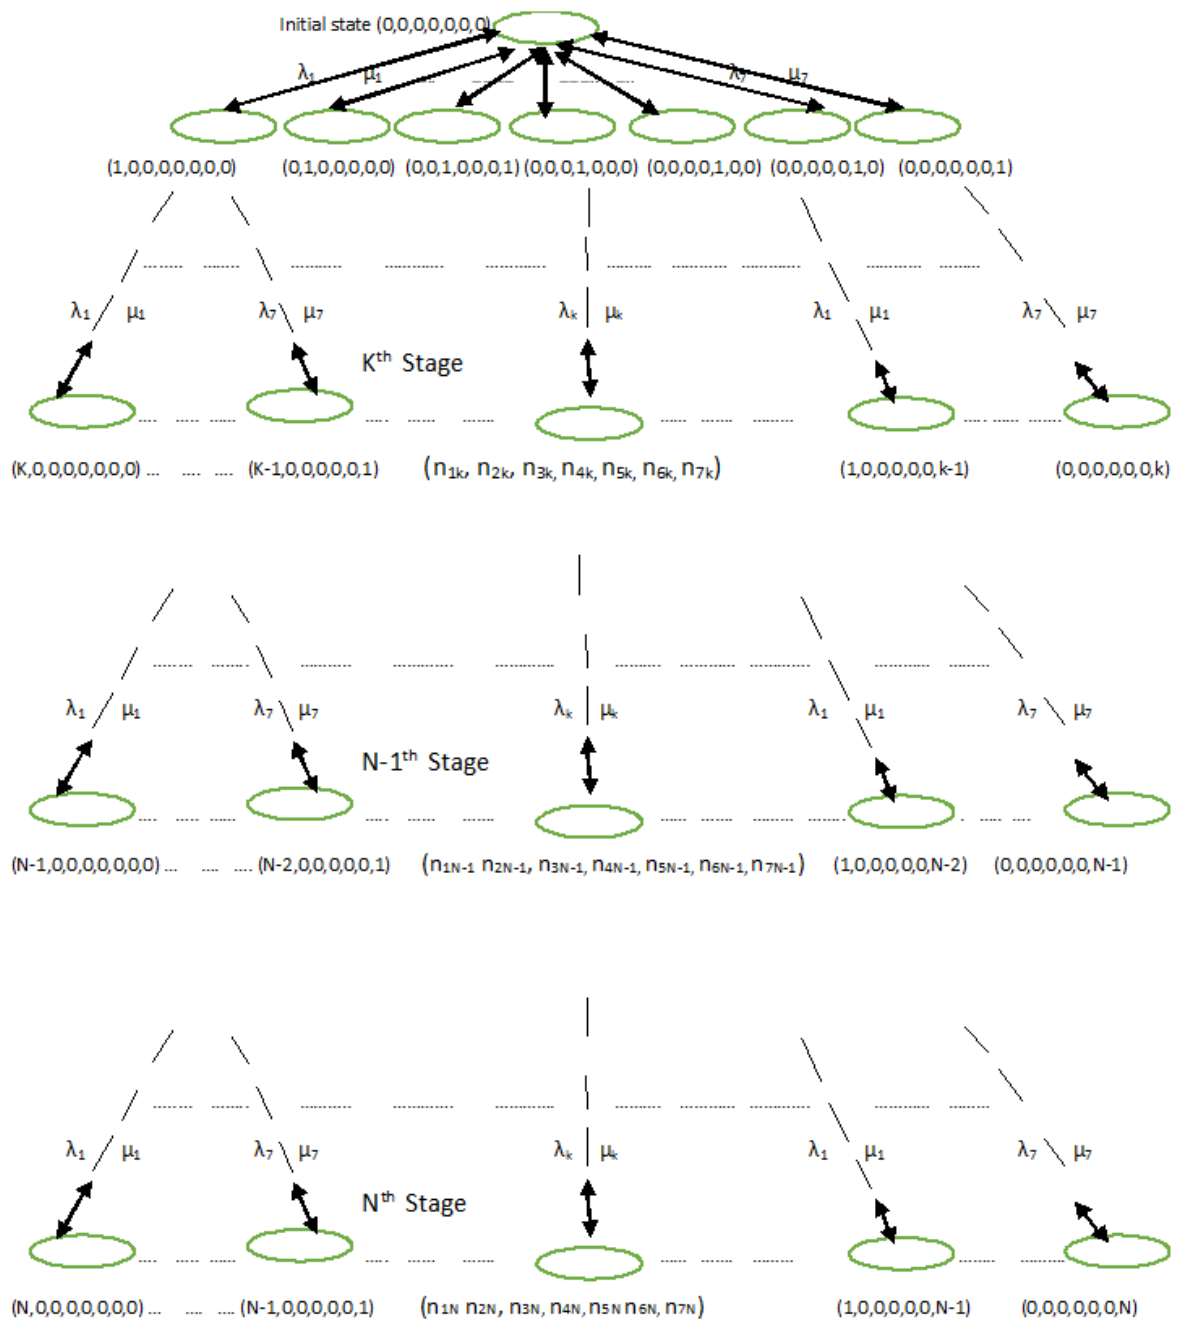 Initial state (0,0,0,0,0,0,0)
λ₁ μ₁ λ₇ μ₇
(1,0,0,0,0,0,0,0) (0,1,0,0,0,0,0) (0,0,1,0,0,0,1) (0,0,0,1,0,0,0) (0,0,0,0,1,0,0) (0,0,0,0,0,1,0) (0,0,0,0,0,0,1)
λ₁ μ₁ λ₇ μ₇ λₖ μₖ λ₁ μ₁ λ₇ μ₇
Kᵗʰ Stage
(K,0,0,0,0,0,0,0) ... .... .... (K-1,0,0,0,0,0,1) (n₁ₖ, n₂ₖ, n₃ₖ, n₄ₖ, n₅ₖ, n₆ₖ, n₇ₖ) (1,0,0,0,0,0,k-1) (0,0,0,0,0,0,k)
λ₁ μ₁ λ₇ μ₇ λₖ μₖ λ₁ μ₁ λ₇ μ₇
N-1ᵗʰ Stage
(N-1,0,0,0,0,0,0,0) ... .... .... (N-2,0,0,0,0,0,1) (n1N-1 n2N-1, n3N-1, n4N-1, n5N-1, n6N-1, n7N-1) (1,0,0,0,0,0,N-2) (0,0,0,0,0,0,N-1)
λ₁ μ₁ λ₇ μ₇ λₖ μₖ λ₁ μ₁ λ₇ μ₇
Nᵗʰ Stage
(N,0,0,0,0,0,0,0) ... .... .... (N-1,0,0,0,0,0,1) (n1N n2N, n3N, n4N, n5N n6N, n7N) (1,0,0,0,0,0,N-1) (0,0,0,0,0,0,N)